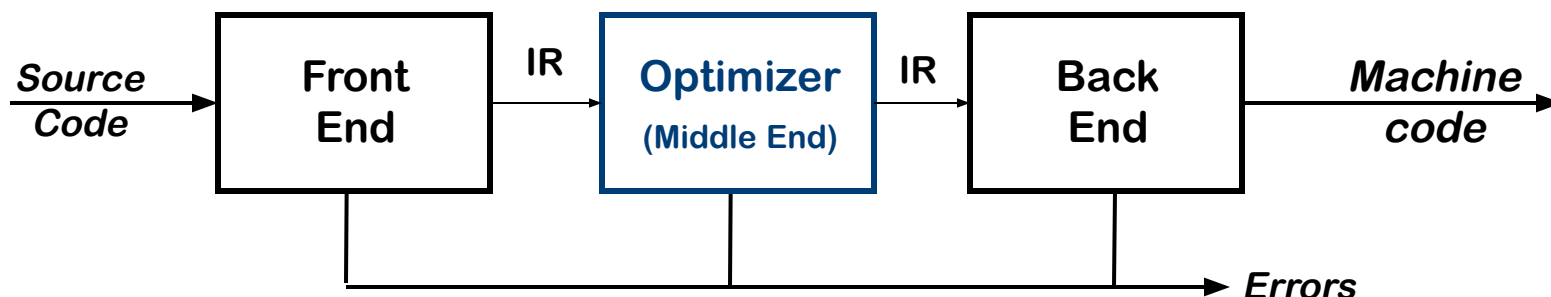 Source
Code
Front
End
IR
Optimizer
(Middle End)
IR
Back
End
Machine
code
Errors